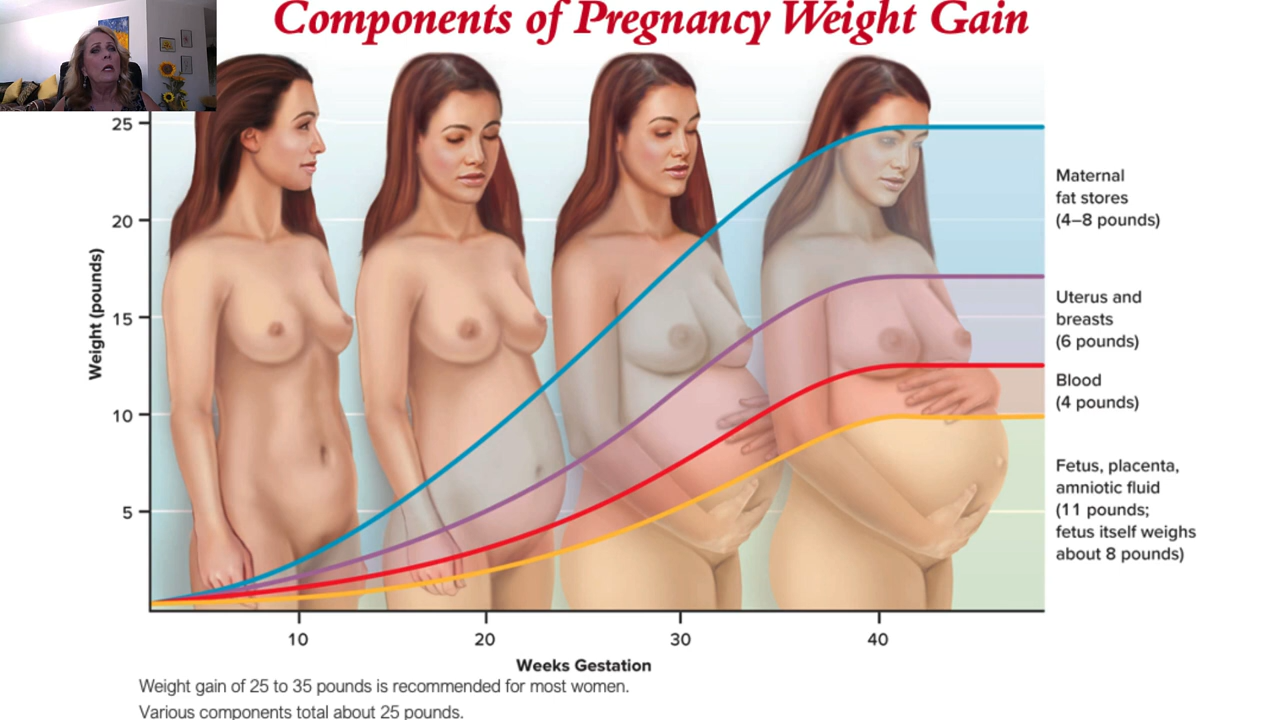 Components of Pregnancy Weight Gain
25
20
15
10
5
Weight (pounds)
Maternal
fat stores
(4–8 pounds)
Uterus and
breasts
(6 pounds)
Blood
(4 pounds)
Fetus, placenta,
amniotic fluid
(11 pounds;
fetus itself weighs
about 8 pounds)
10 20 30 40
Weeks Gestation
Weight gain of 25 to 35 pounds is recommended for most women.
Various components total about 25 pounds.